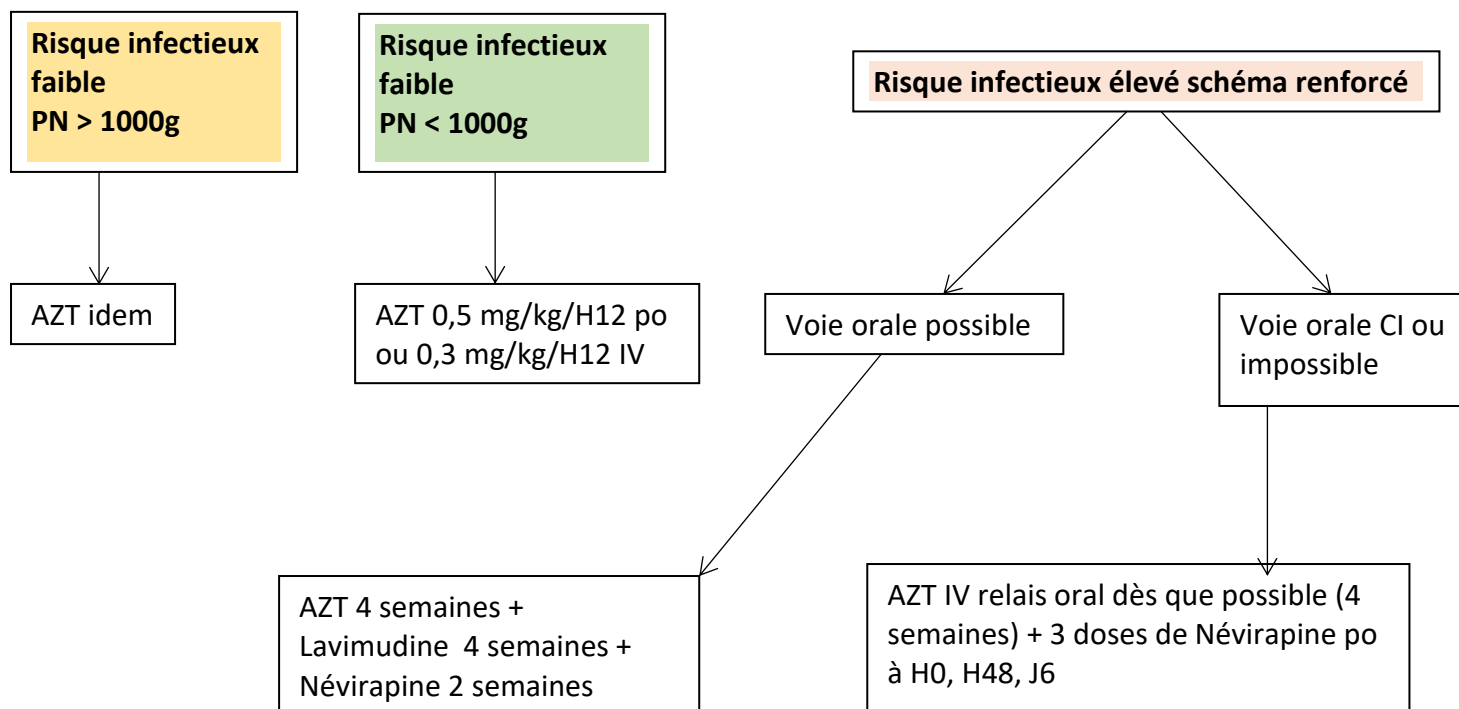 Risque infectieux
faible
PN > 1000g
Risque infectieux
faible
PN < 1000g
Risque infectieux élevé schéma renforcé
AZT idem
AZT 0,5 mg/kg/H12 po
ou 0,3 mg/kg/H12 IV
Voie orale possible
Voie orale CI ou
impossible
AZT 4 semaines +
Lavimudine 4 semaines +
Névirapine 2 semaines
AZT IV relais oral dès que possible (4
semaines) + 3 doses de Névirapine po
à H0, H48, J6